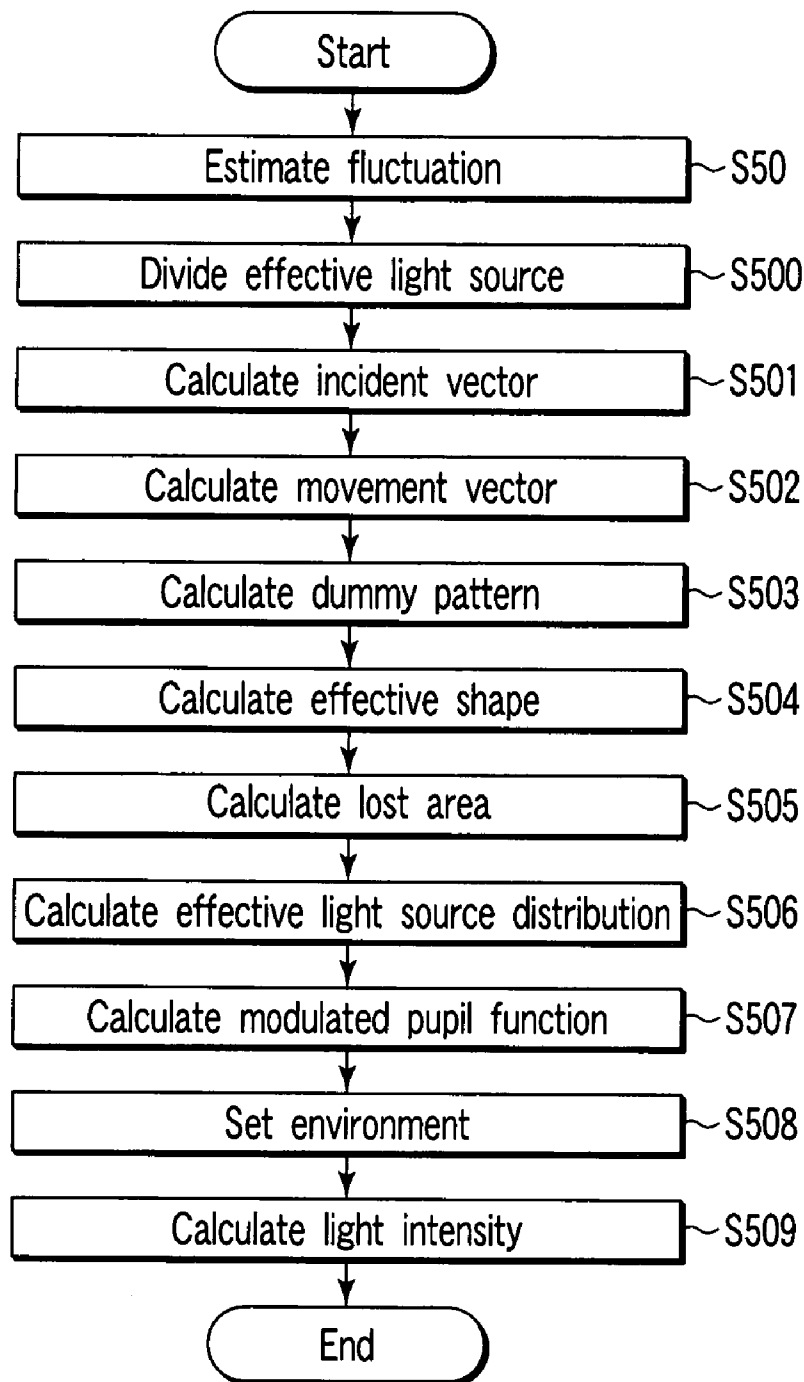 Start
Estimate fluctuation S50
Divide effective light source S500
Calculate incident vector S501
Calculate movement vector S502
Calculate dummy pattern S503
Calculate effective shape S504
Calculate lost area S505
Calculate effective light source distribution S506
Calculate modulated pupil function S507
Set environment S508
Calculate light intensity S509
End